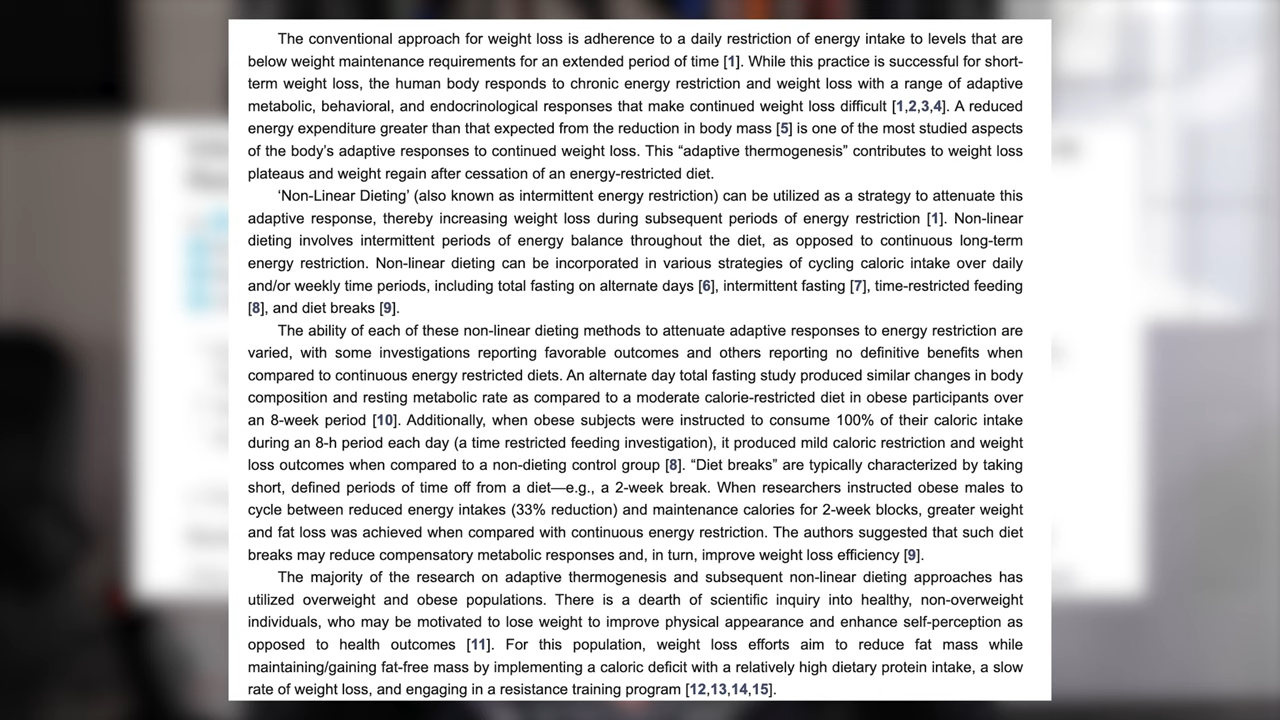 The conventional approach for weight loss is adherence to a daily restriction of energy intake to levels that are
below weight maintenance requirements for an extended period of time [1]. While this practice is successful for short-
term weight loss, the human body responds to chronic energy restriction and weight loss with a range of adaptive
metabolic, behavioral, and endocrinological responses that make continued weight loss difficult [1,2,3,4]. A reduced
energy expenditure greater than that expected from the reduction in body mass [5] is one of the most studied aspects
of the body's adaptive responses to continued weight loss. This “adaptive thermogenesis” contributes to weight loss
plateaus and weight regain after cessation of an energy-restricted diet.
‘Non-Linear Dieting’ (also known as intermittent energy restriction) can be utilized as a strategy to attenuate this
adaptive response, thereby increasing weight loss during subsequent periods of energy restriction [1]. Non-linear
dieting involves intermittent periods of energy balance throughout the diet, as opposed to continuous long-term
energy restriction. Non-linear dieting can be incorporated in various strategies of cycling caloric intake over daily
and/or weekly time periods, including total fasting on alternate days [6], intermittent fasting [7], time-restricted feeding
[8], and diet breaks [9].
The ability of each of these non-linear dieting methods to attenuate adaptive responses to energy restriction are
varied, with some investigations reporting favorable outcomes and others reporting no definitive benefits when
compared to continuous energy restricted diets. An alternate day total fasting study produced similar changes in body
composition and resting metabolic rate as compared to a moderate calorie-restricted diet in obese participants over
an 8-week period [10]. Additionally, when obese subjects were instructed to consume 100% of their caloric intake
during an 8-h period each day (a time restricted feeding investigation), it produced mild caloric restriction and weight
loss outcomes when compared to a non-dieting control group [8]. “Diet breaks” are typically characterized by taking
short, defined periods of time off from a diet—e.g., a 2-week break. When researchers instructed obese males to
cycle between reduced energy intakes (33% reduction) and maintenance calories for 2-week blocks, greater weight
and fat loss was achieved when compared with continuous energy restriction. The authors suggested that such diet
breaks may reduce compensatory metabolic responses and, in turn, improve weight loss efficiency [9].
The majority of the research on adaptive thermogenesis and subsequent non-linear dieting approaches has
utilized overweight and obese populations. There is a dearth of scientific inquiry into healthy, non-overweight
individuals, who may be motivated to lose weight to improve physical appearance and enhance self-perception as
opposed to health outcomes [11]. For this population, weight loss efforts aim to reduce fat mass while
maintaining/gaining fat-free mass by implementing a caloric deficit with a relatively high dietary protein intake, a slow
rate of weight loss, and engaging in a resistance training program [12,13,14,15].